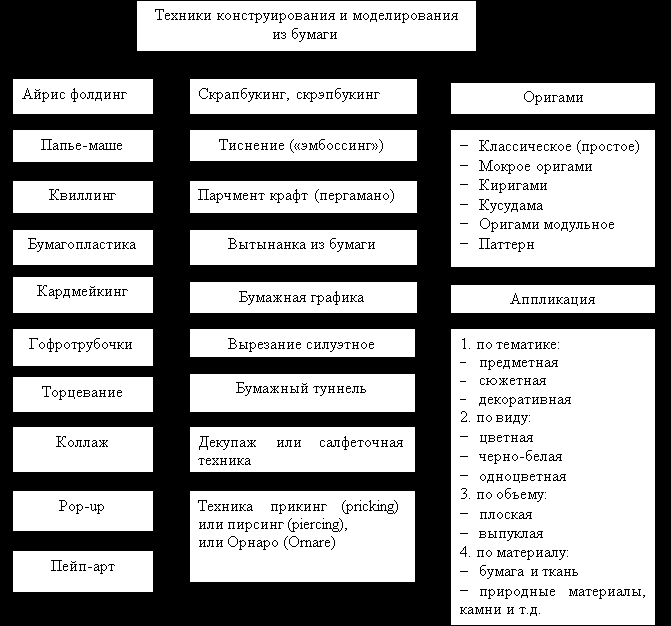 Техники конструирования и моделирования
из бумаги
Айрис фолдинг
Папье-маше
Квиллинг
Бумагопластика
Кардмейкинг
Гофротрубочки
Торцевание
Коллаж
Pop-up
Пейп-арт
Скрапбукинг, скрэпбукинг
Тиснение («эмбоссинг»)
Парчмент крафт (пергамано)
Вытынанка из бумаги
Бумажная графика
Вырезание силуэтное
Бумажный туннель
Декупаж или салфеточная
техника
Техника прикинг (pricking)
или пирсинг (piercing),
или Орнаро (Ornare)
Оригами
− Классическое (простое)
− Мокрое оригами
− Киригами
− Кусудама
− Оригами модульное
− Паттерн
Аппликация
1. по тематике:
− предметная
− сюжетная
− декоративная
2. по виду:
− цветная
− черно-белая
− одноцветная
3. по объему:
− плоская
− выпуклая
4. по материалу:
− бумага и ткань
− природные материалы,
камни и т.д.